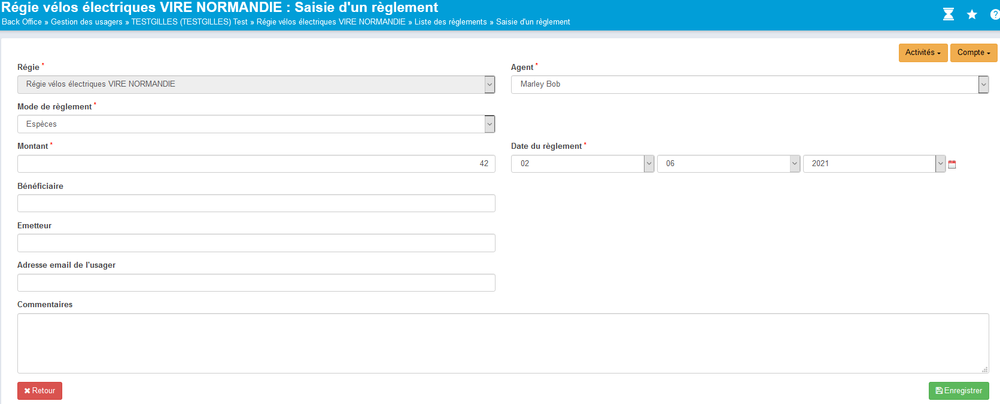 Régie vélos électriques VIRE NORMANDIE : Saisie d'un règlement
Back Office » Gestion des usagers » TESTGILLES (TESTGILLES) Test » Régie vélos électriques VIRE NORMANDIE » Liste des règlements » Saisie d'un règlement
Activités Compte
Régie * Agent *
Régie vélos électriques VIRE NORMANDIE Marley Bob
Mode de règlement *
Espèces
Montant * Date du règlement *
42 02 06 2021
Bénéficiaire
Emetteur
Adresse email de l'usager
Commentaires
Retour Enregistrer